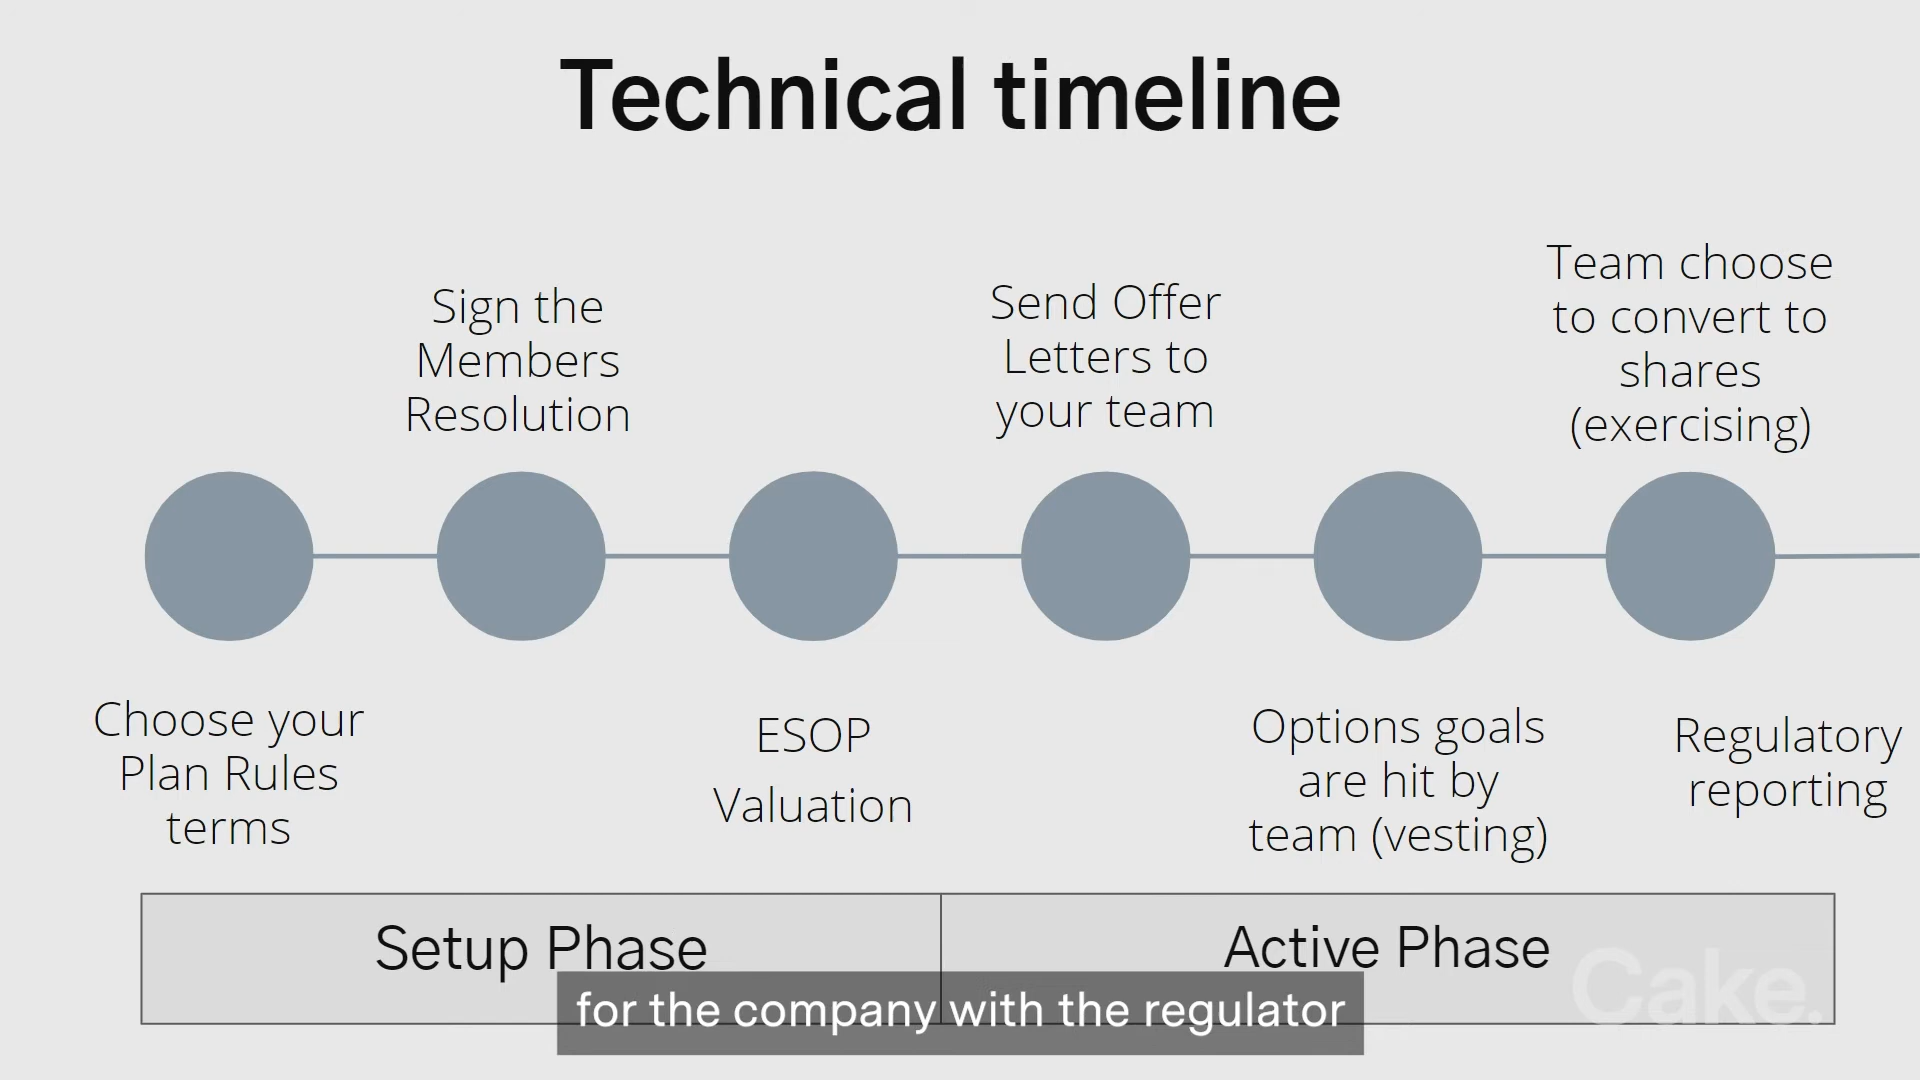 Technical timeline
Sign the
Members
Resolution
Send Offer
Letters to
your team
Team choose
to convert to
shares
(exercising)
Choose your
Plan Rules
terms
ESOP
Valuation
Options goals
are hit by
team (vesting)
Regulatory
reporting
Setup Phase
Active Phase
Cake.
for the company with the regulator